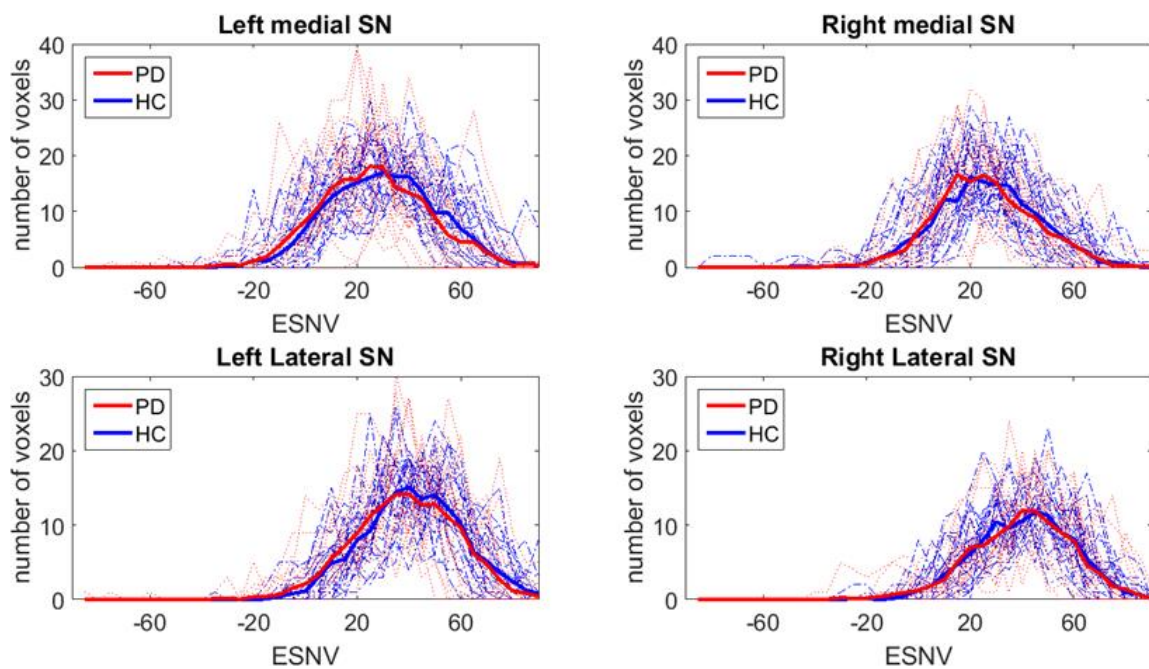 Left medial SN
40
30
20
10
0
number of voxels
PD
HC
-60
-20
20
60
ESNV
Right medial SN
40
30
20
10
0
number of voxels
PD
HC
-60
-20
20
60
ESNV
Left Lateral SN
30
20
10
0
number of voxels
PD
HC
-60
-20
20
60
ESNV
Right Lateral SN
30
20
10
0
number of voxels
PD
HC
-60
-20
20
60
ESNV